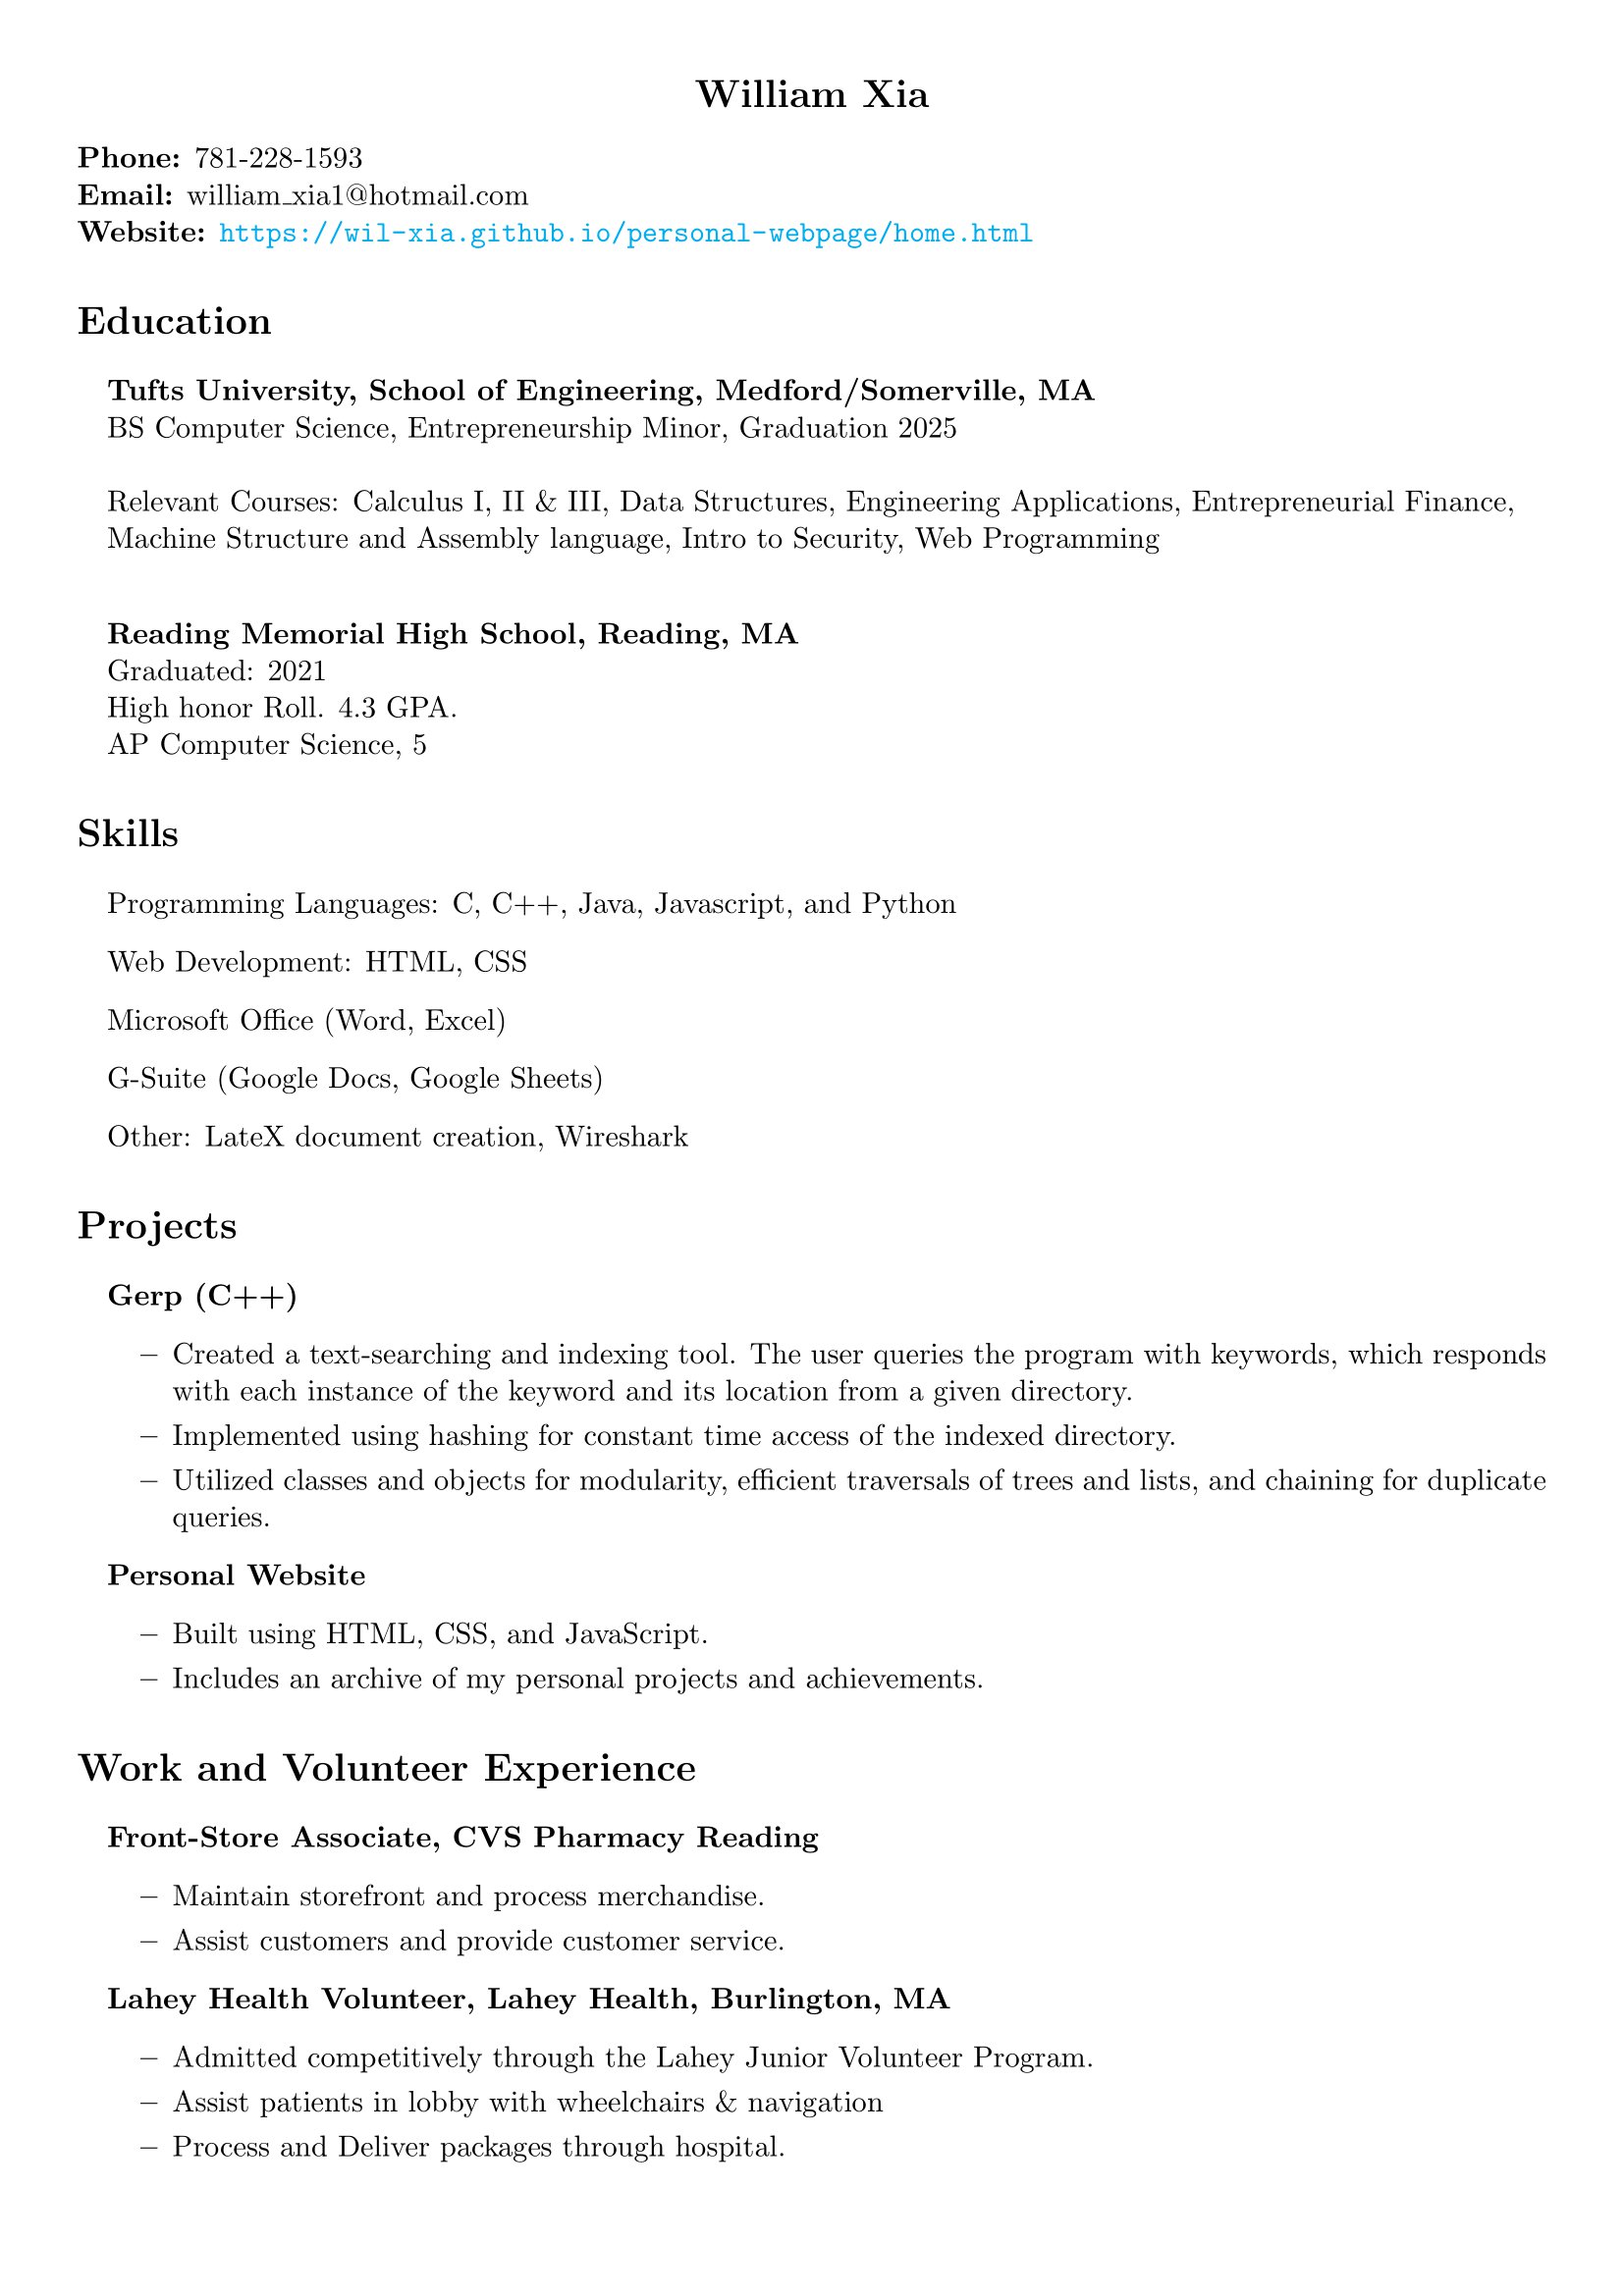 William Xia
Phone: 781-228-1593
Email: william_xia1@hotmail.com
Website: https://wil-xia.github.io/personal-webpage/home.html
Education
Tufts University, School of Engineering, Medford/Somerville, MA
BS Computer Science, Entrepreneurship Minor, Graduation 2025
Relevant Courses: Calculus I, II & III, Data Structures, Engineering Applications, Entrepreneurial Finance,
Machine Structure and Assembly language, Intro to Security, Web Programming
Reading Memorial High School, Reading, MA
Graduated: 2021
High honor Roll. 4.3 GPA.
AP Computer Science, 5
Skills
Programming Languages: C, C++, Java, Javascript, and Python
Web Development: HTML, CSS
Microsoft Office (Word, Excel)
G-Suite (Google Docs, Google Sheets)
Other: LateX document creation, Wireshark
Projects
Gerp (C++)
– Created a text-searching and indexing tool. The user queries the program with keywords, which responds
with each instance of the keyword and its location from a given directory.
– Implemented using hashing for constant time access of the indexed directory.
– Utilized classes and objects for modularity, efficient traversals of trees and lists, and chaining for duplicate
queries.
Personal Website
– Built using HTML, CSS, and JavaScript.
– Includes an archive of my personal projects and achievements.
Work and Volunteer Experience
Front-Store Associate, CVS Pharmacy Reading
– Maintain storefront and process merchandise.
– Assist customers and provide customer service.
Lahey Health Volunteer, Lahey Health, Burlington, MA
– Admitted competitively through the Lahey Junior Volunteer Program.
– Assist patients in lobby with wheelchairs & navigation
– Process and Deliver packages through hospital.